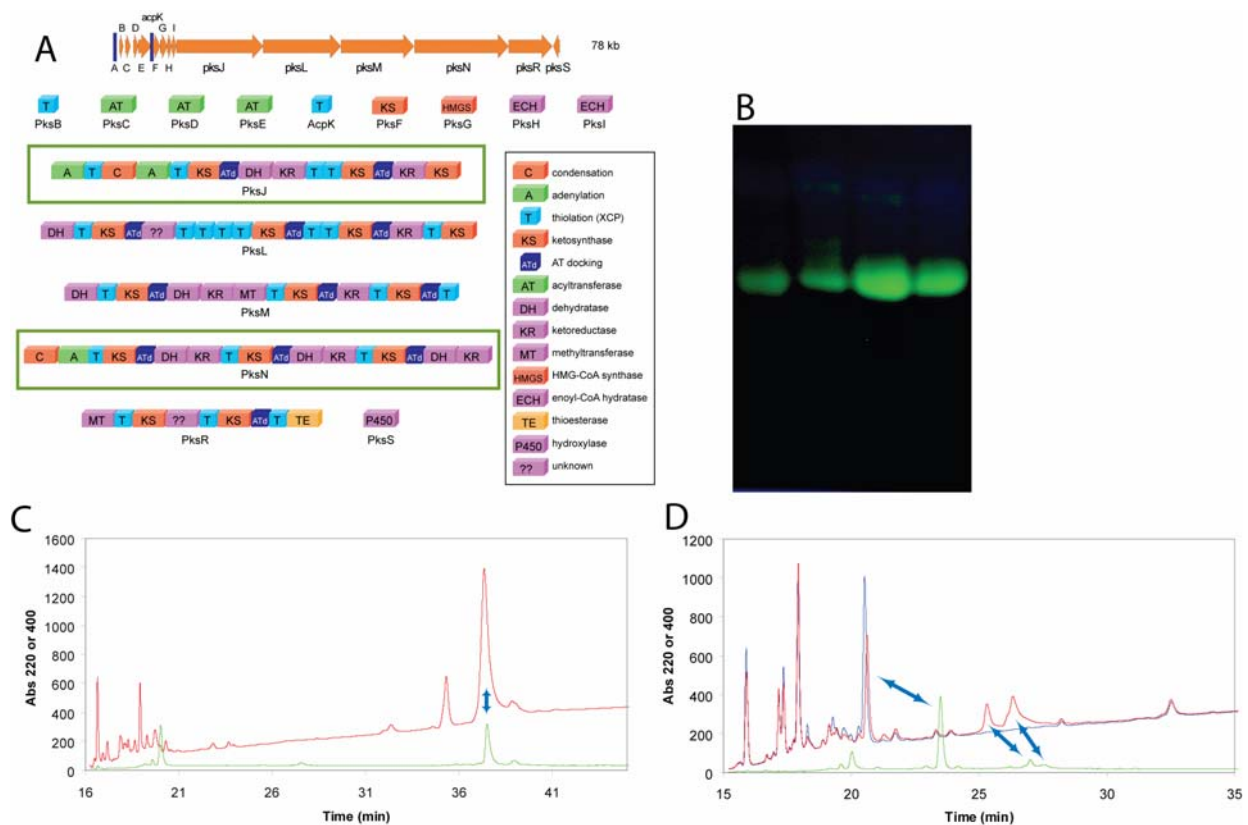 A
acpK
B D G I
A C E F H
pksJ pksL pksM pksN pksR pksS
78 kb
T AT AT AT T KS HMGS ECH ECH
PksB PksC PksD PksE AcpK PksF PksG PksH PksI
A T C A T KS ATd DH KR T T KS ATd KR KS
PksJ
DH T KS ATd ?? T T T T KS ATd T T KS ATd KR T KS
PksL
DH T KS ATd DH KR MT T KS ATd KR T KS ATd T
PksM
C A T KS ATd DH KR T KS ATd DH KR T KS ATd DH KR
PksN
MT T KS ?? T KS ATd T TE
PksR
P450
PksS
C condensation
A adenylation
T thiolation (XCP)
KS ketosynthase
ATd AT docking
AT acyltransferase
DH dehydratase
KR ketoreductase
MT methyltransferase
HMGS HMG-CoA synthase
ECH enoyl-CoA hydratase
TE thioesterase
P450 hydroxylase
?? unknown
B
C
Abs 220 or 400
1600
1400
1200
1000
800
600
400
200
0
16 21 26 31 36 41
Time (min)
D
Abs 220 or 400
1200
1000
800
600
400
200
0
15 20 25 30 35
Time (min)